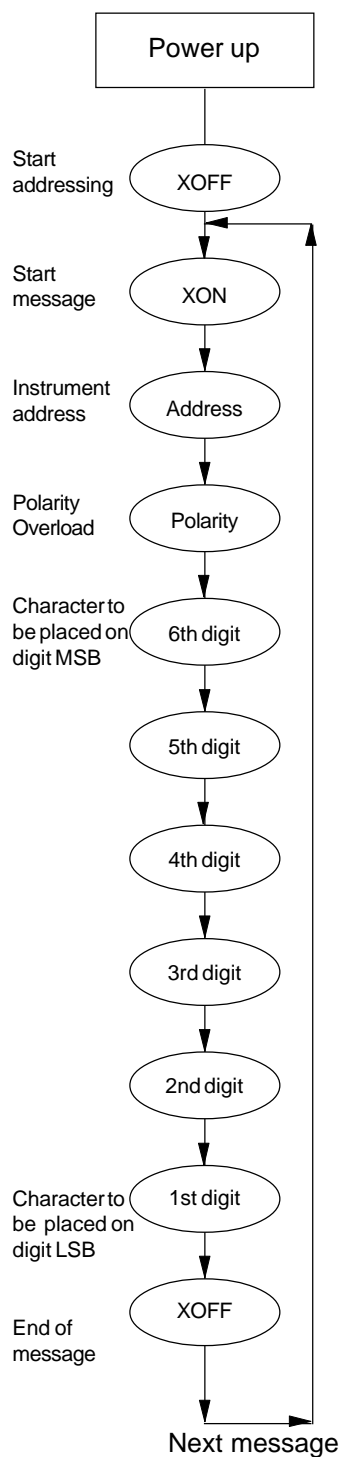 Power up
Start
addressing
XOFF
Start
message
XON
Instrument
address
Address
Polarity
Overload
Polarity
Character to
be placed on
digit MSB
6th digit
5th digit
4th digit
3rd digit
2nd digit
Character to
be placed on
digit LSB
1st digit
XOFF
End of
message
Next message